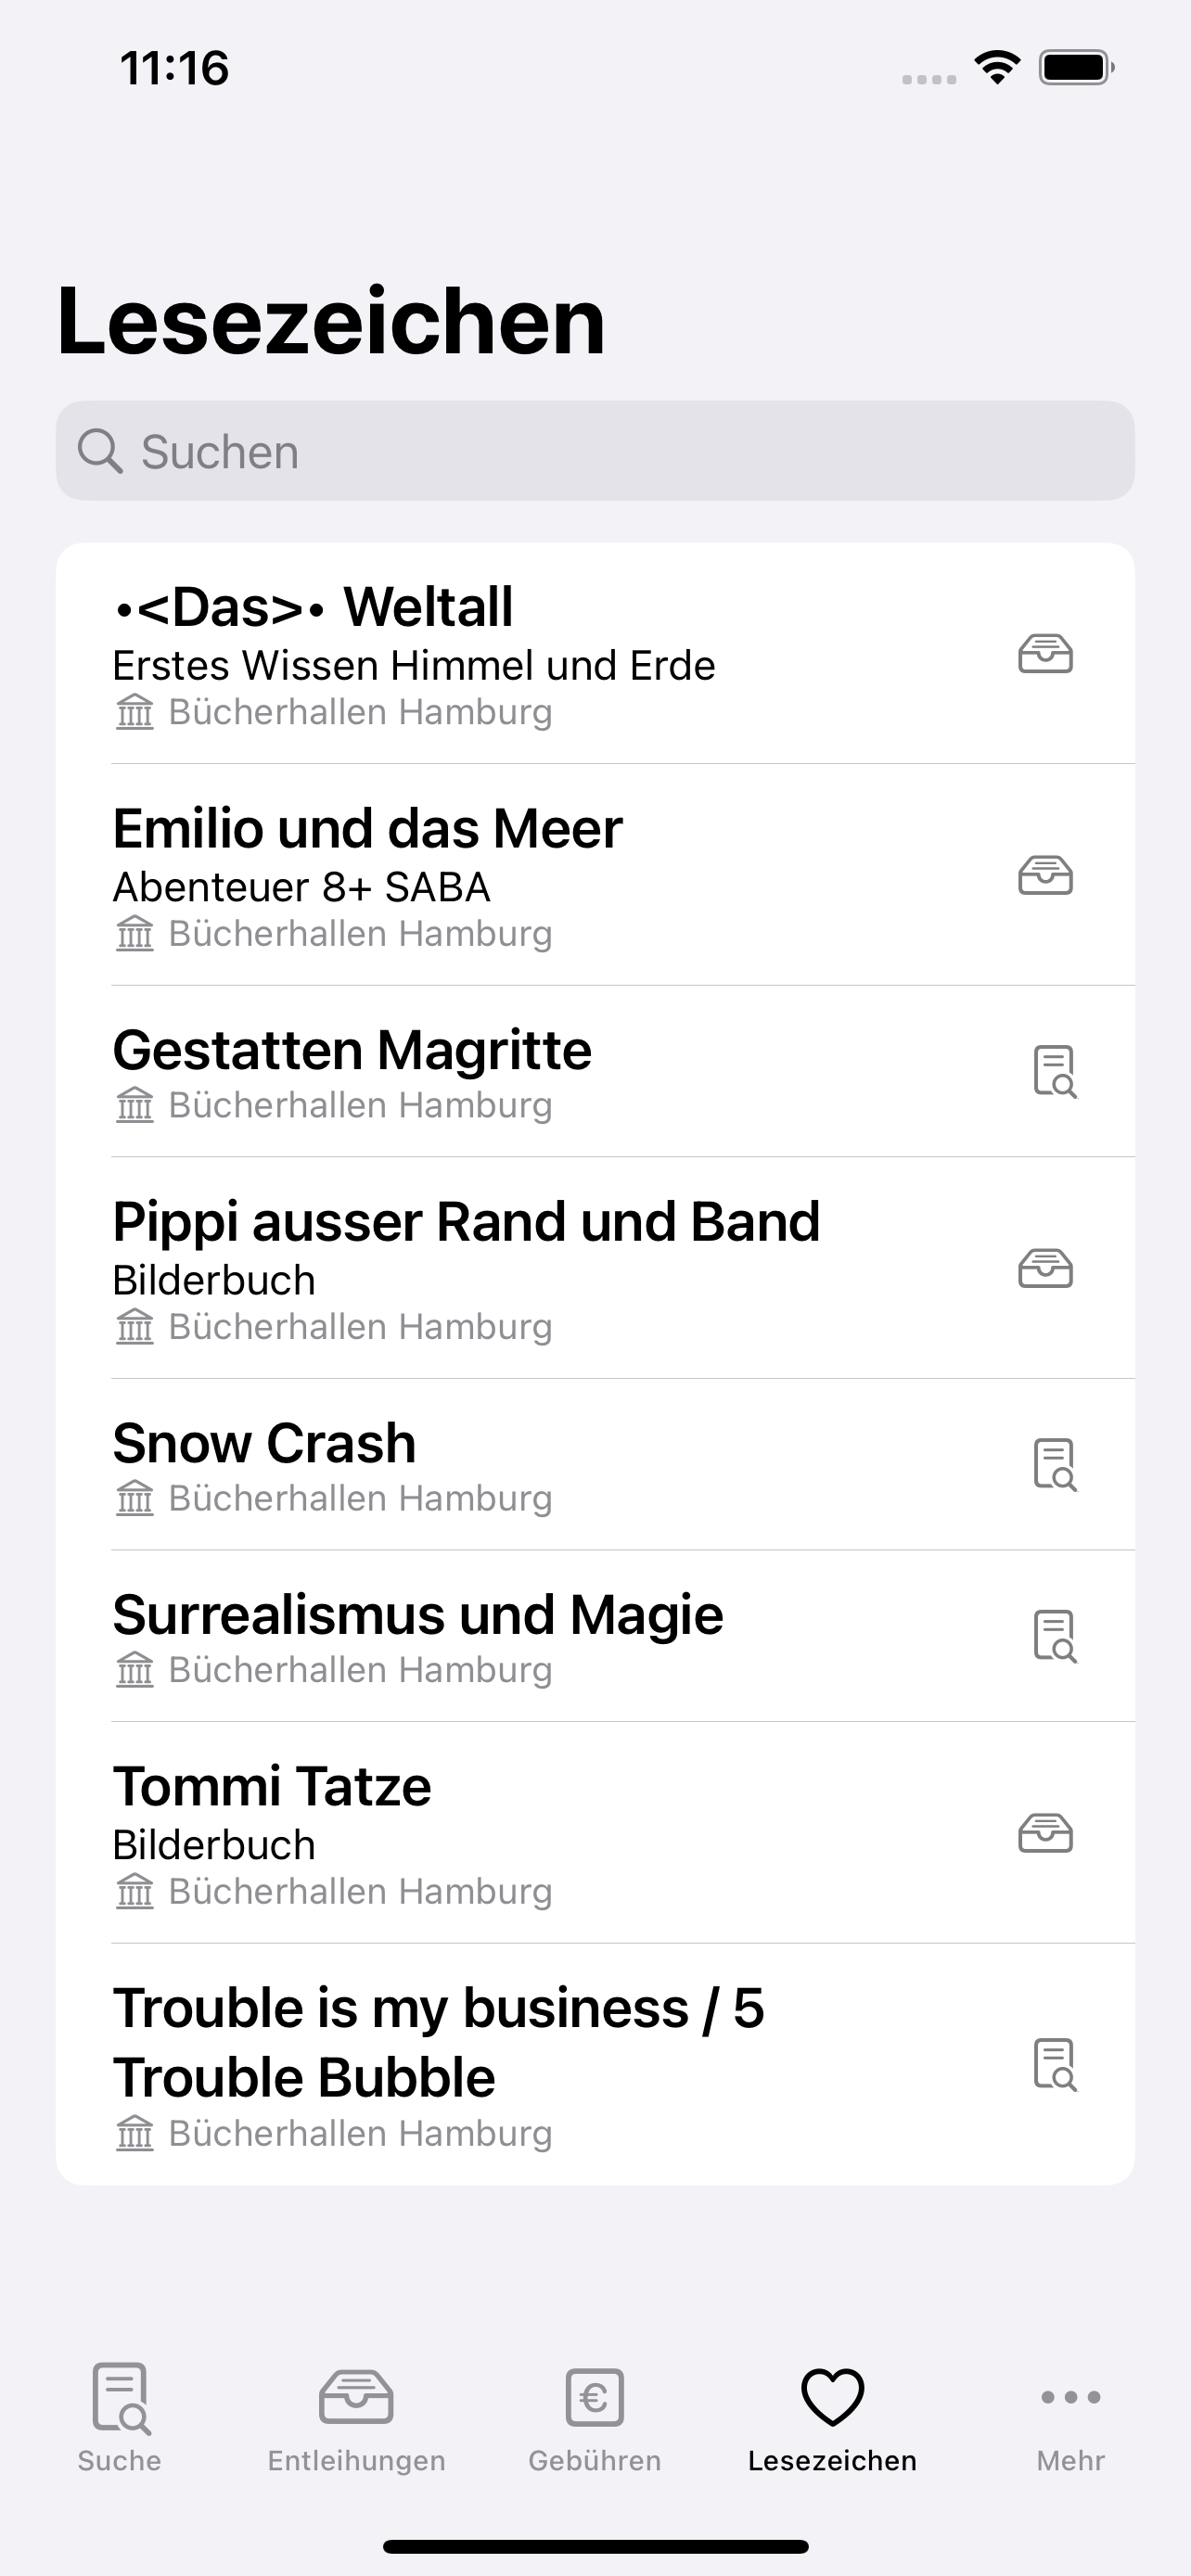 11:16
Lesezeichen
Suchen
•<Das>• Weltall
Erstes Wissen Himmel und Erde
Bücherhallen Hamburg
Emilio und das Meer
Abenteuer 8+ SABA
Bücherhallen Hamburg
Gestatten Magritte
Bücherhallen Hamburg
Pippi ausser Rand und Band
Bilderbuch
Bücherhallen Hamburg
Snow Crash
Bücherhallen Hamburg
Surrealismus und Magie
Bücherhallen Hamburg
Tommi Tatze
Bilderbuch
Bücherhallen Hamburg
Trouble is my business / 5
Trouble Bubble
Bücherhallen Hamburg
Suche Entleihungen Gebühren Lesezeichen Mehr